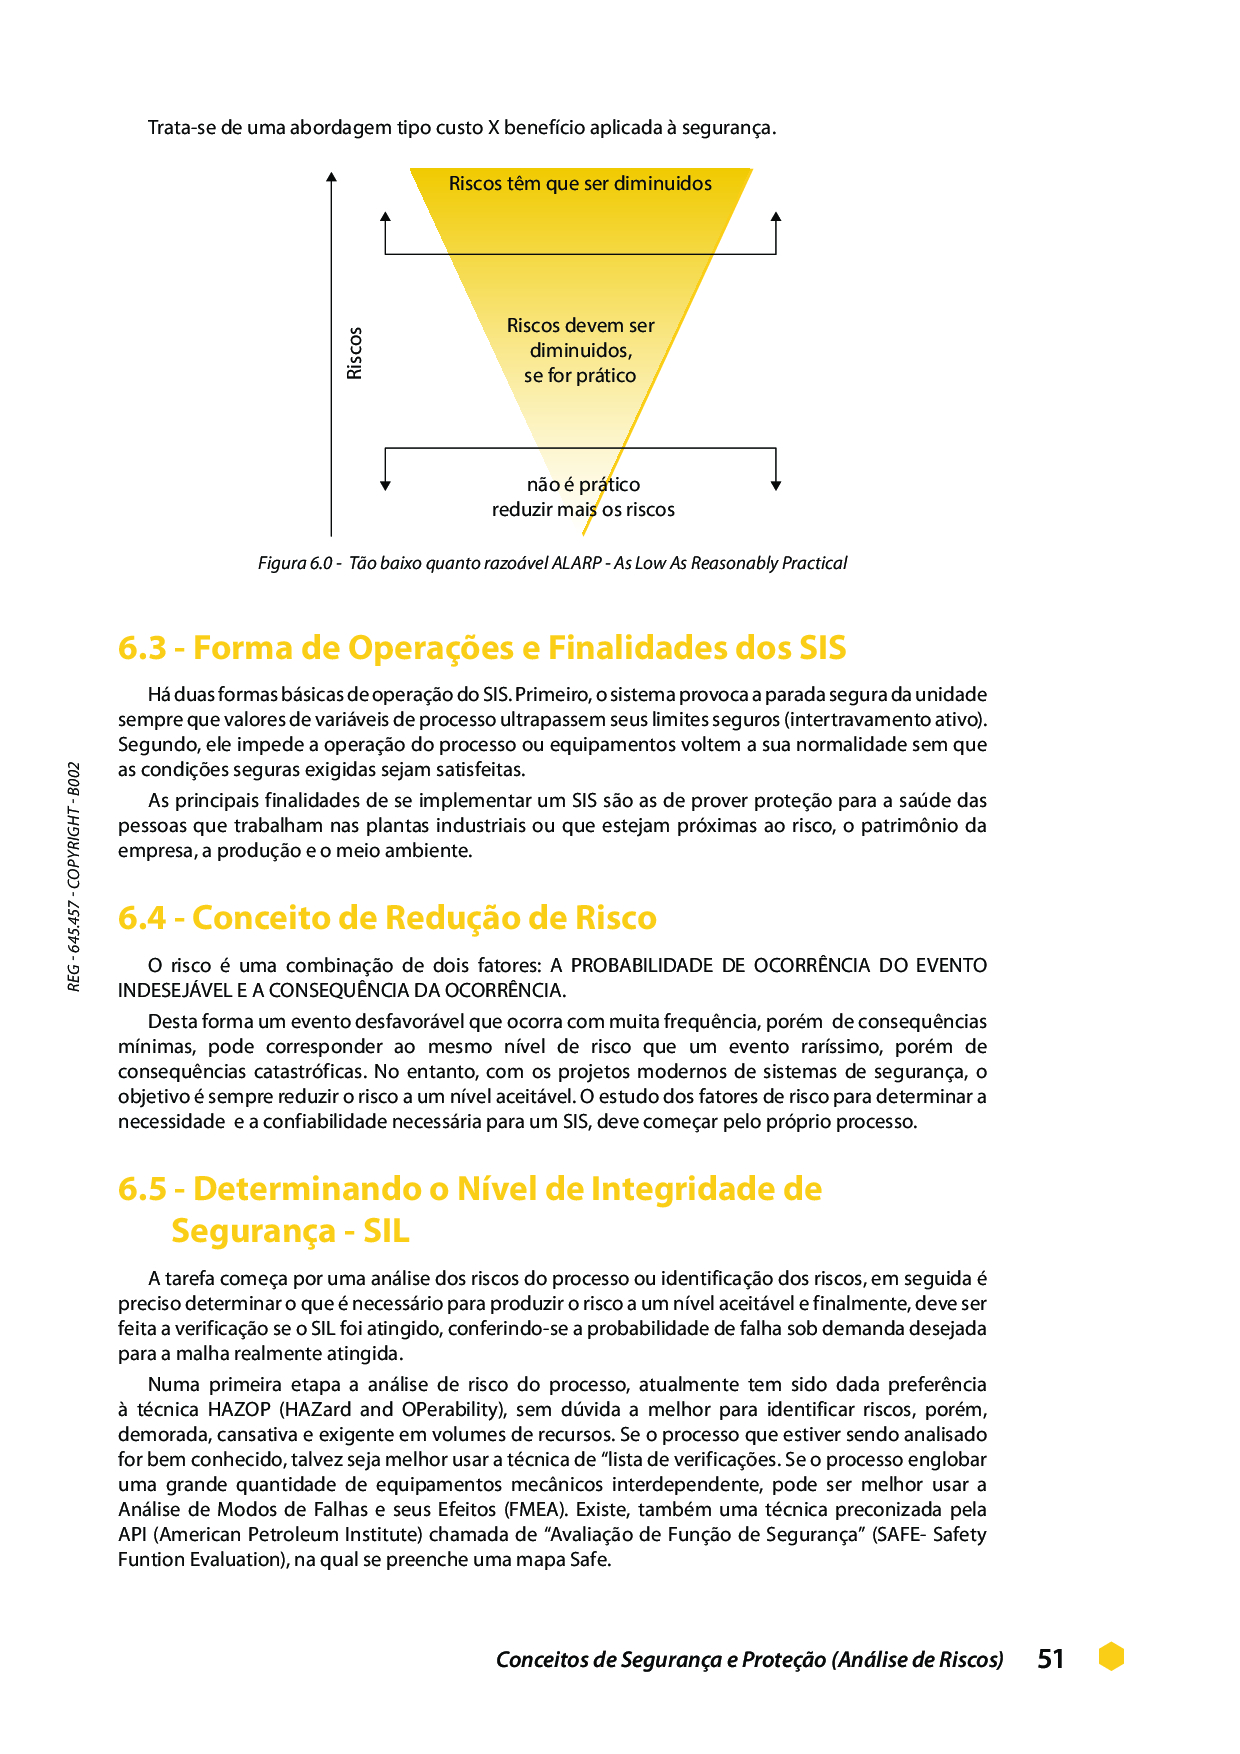 Trata-se de uma abordagem tipo custo X benefício aplicada à segurança.
Riscos têm que ser diminuidos
Riscos
Riscos devem ser
diminuidos,
se for prático
não é prático
reduzir mais os riscos
Figura 6.0 - Tão baixo quanto razoável ALARP - As Low As Reasonably Practical
6.3 - Forma de Operações e Finalidades dos SIS
Há duas formas básicas de operação do SIS. Primeiro, o sistema provoca a parada segura da unidade
sempre que valores de variáveis de processo ultrapassem seus limites seguros (intertravamento ativo).
Segundo, ele impede a operação do processo ou equipamentos voltem a sua normalidade sem que
as condições seguras exigidas sejam satisfeitas.
As principais finalidades de se implementar um SIS são as de prover proteção para a saúde das
pessoas que trabalham nas plantas industriais ou que estejam próximas ao risco, o patrimônio da
empresa, a produção e o meio ambiente.
6.4 - Conceito de Redução de Risco
O risco é uma combinação de dois fatores: A PROBABILIDADE DE OCORRÊNCIA DO EVENTO
INDESEJÁVEL E A CONSEQUÊNCIA DA OCORRÊNCIA.
Desta forma um evento desfavorável que ocorra com muita frequência, porém de consequências
mínimas, pode corresponder ao mesmo nível de risco que um evento raríssimo, porém de
consequências catastróficas. No entanto, com os projetos modernos de sistemas de segurança, o
objetivo é sempre reduzir o risco a um nível aceitável. O estudo dos fatores de risco para determinar a
necessidade e a confiabilidade necessária para um SIS, deve começar pelo próprio processo.
6.5 - Determinando o Nível de Integridade de
Segurança - SIL
A tarefa começa por uma análise dos riscos do processo ou identificação dos riscos, em seguida é
preciso determinar o que é necessário para produzir o risco a um nível aceitável e finalmente, deve ser
feita a verificação se o SIL foi atingido, conferindo-se a probabilidade de falha sob demanda desejada
para a malha realmente atingida.
Numa primeira etapa a análise de risco do processo, atualmente tem sido dada preferência
à técnica HAZOP (HAZard and OPerability), sem dúvida a melhor para identificar riscos, porém,
demorada, cansativa e exigente em volumes de recursos. Se o processo que estiver sendo analisado
for bem conhecido, talvez seja melhor usar a técnica de “lista de verificações. Se o processo englobar
uma grande quantidade de equipamentos mecânicos interdependente, pode ser melhor usar a
Análise de Modos de Falhas e seus Efeitos (FMEA). Existe, também uma técnica preconizada pela
API (American Petroleum Institute) chamada de “Avaliação de Função de Segurança” (SAFE- Safety
Funtion Evaluation), na qual se preenche uma mapa Safe.
REG - 645.457 - COPYRIGHT - B002
Conceitos de Segurança e Proteção (Análise de Riscos) 51